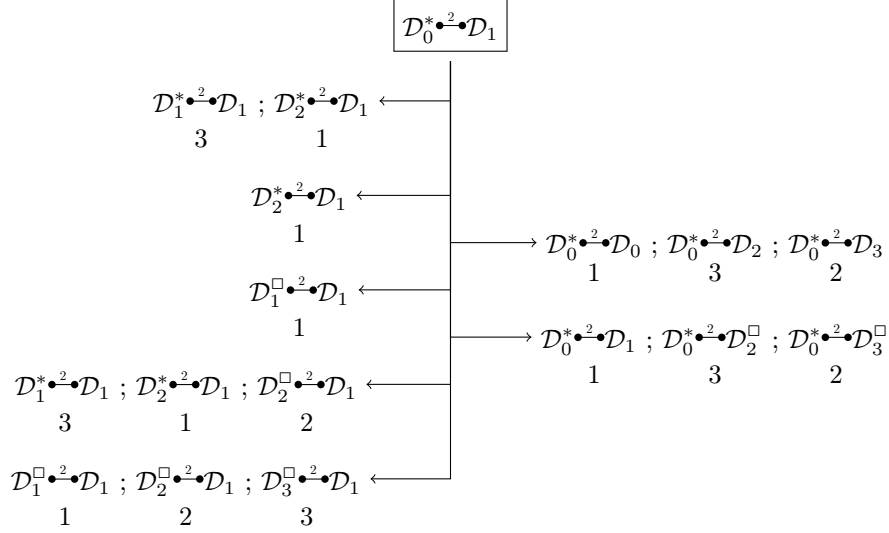 𝒟₀* •—2—• 𝒟₁
𝒟₁* •—2—• 𝒟₁ ; 𝒟₂* •—2—• 𝒟₁
3 1
𝒟₂* •—2—• 𝒟₁
1
𝒟₀* •—2—• 𝒟₀ ; 𝒟₀* •—2—• 𝒟₂ ; 𝒟₀* •—2—• 𝒟₃
1 3 2
𝒟₁□ •—2—• 𝒟₁
1
𝒟₀* •—2—• 𝒟₁ ; 𝒟₀* •—2—• 𝒟₂□ ; 𝒟₀* •—2—• 𝒟₃□
1 3 2
𝒟₁* •—2—• 𝒟₁ ; 𝒟₂* •—2—• 𝒟₁ ; 𝒟₂□ •—2—• 𝒟₁
3 1 2
𝒟₁□ •—2—• 𝒟₁ ; 𝒟₂□ •—2—• 𝒟₁ ; 𝒟₃□ •—2—• 𝒟₁
1 2 3